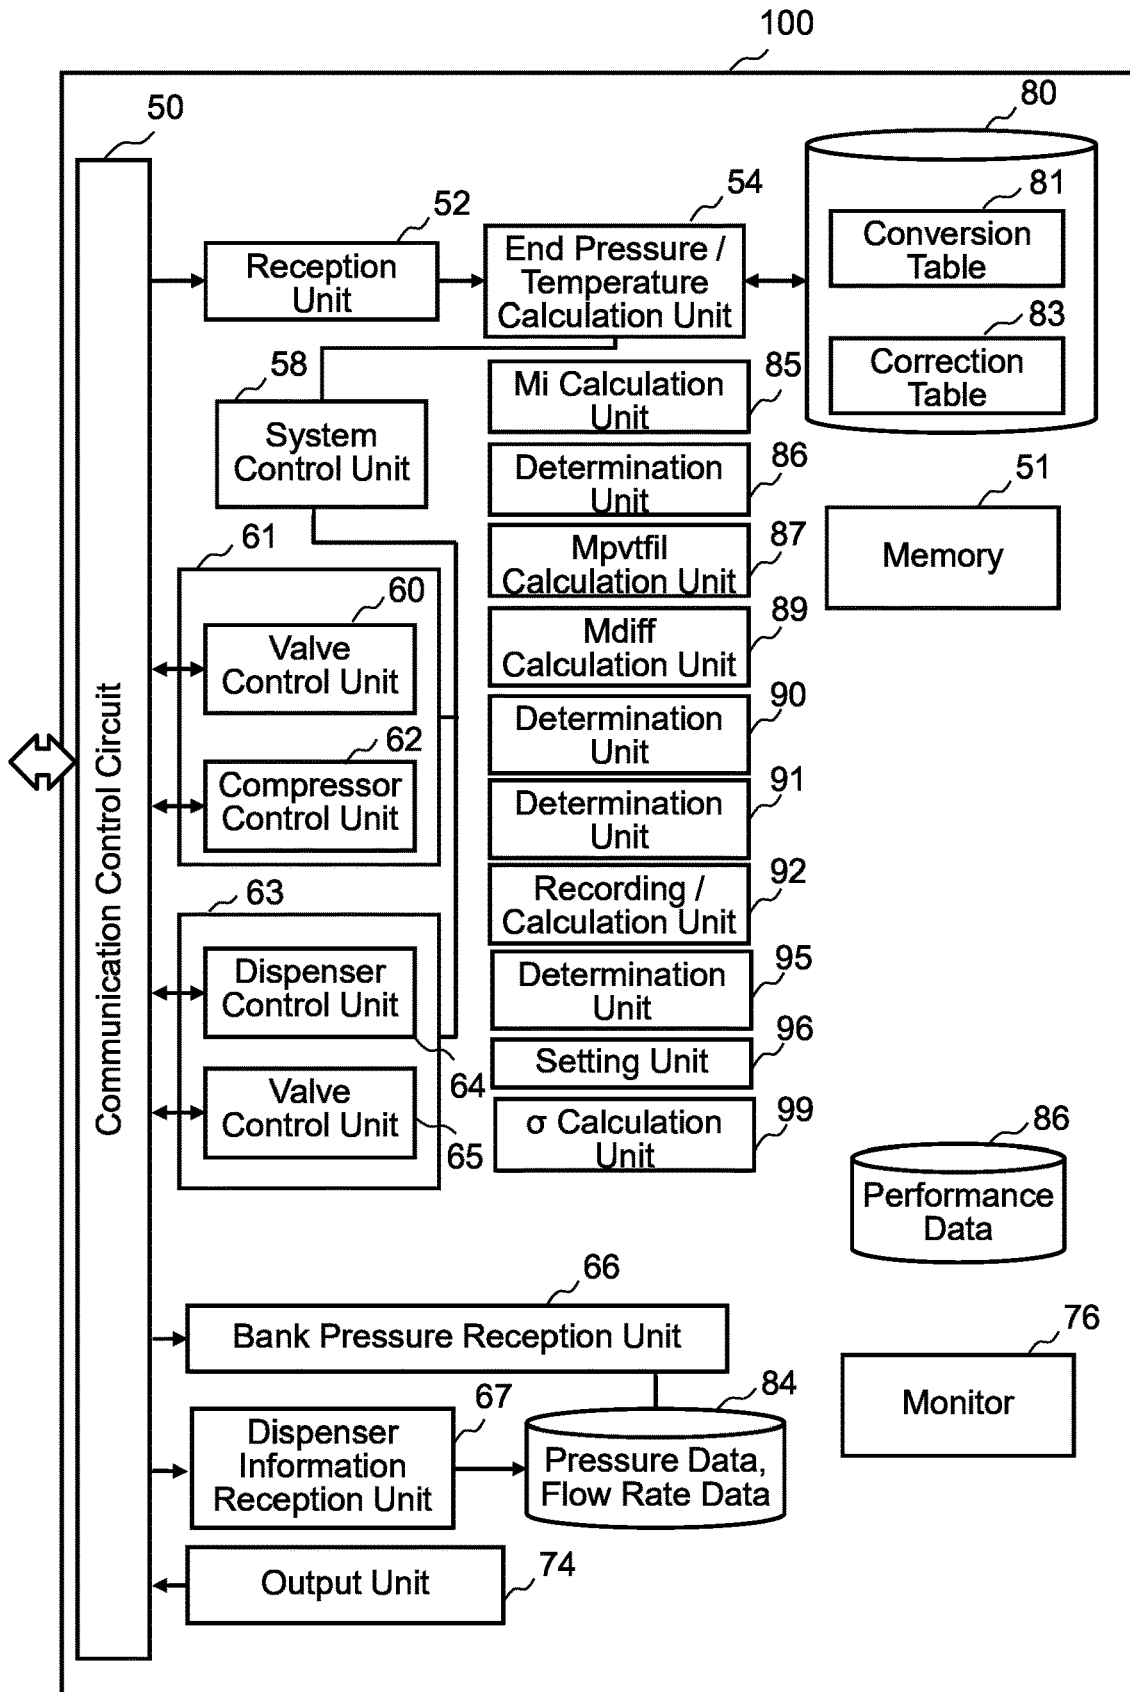 100
50
80
52
54
81
Conversion
Table
Reception
Unit
End Pressure /
Temperature
Calculation Unit
83
Correction
Table
58
System
Control Unit
Mi Calculation
Unit
85
Determination
Unit
86
51
Memory
61
Mpvtfil
Calculation Unit
87
60
Valve
Control Unit
Mdiff
Calculation Unit
89
Determination
Unit
90
62
Compressor
Control Unit
Determination
Unit
91
Communication Control Circuit
Recording /
Calculation Unit
92
63
Dispenser
Control Unit
64
Determination
Unit
95
Setting Unit
96
Valve
Control Unit
65
σ Calculation
Unit
99
86
Performance
Data
66
Bank Pressure Reception Unit
76
Monitor
67
Dispenser
Information
Reception Unit
84
Pressure Data,
Flow Rate Data
Output Unit
74